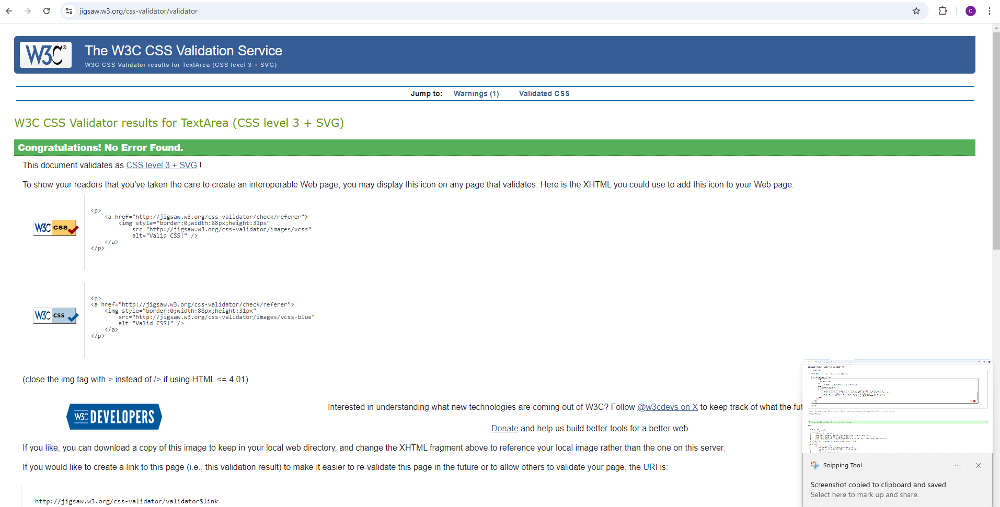 jigsaw.w3.org/css-validator/validator
C
W3C®
The W3C CSS Validation Service
W3C CSS Validator results for TextArea (CSS level 3 + SVG)
Jump to: Warnings (1) Validated CSS
W3C CSS Validator results for TextArea (CSS level 3 + SVG)
Congratulations! No Error Found.
This document validates as CSS level 3 + SVG !
To show your readers that you've taken the care to create an interoperable Web page, you may display this icon on any page that validates. Here is the XHTML you could use to add this icon to your Web page:
W3C css
<p>
<a href="http://jigsaw.w3.org/css-validator/check/referer">
<img style="border:0;width:88px;height:31px"
src="http://jigsaw.w3.org/css-validator/images/vcss"
alt="Valid CSS!" />
</a>
</p>
W3C css
<p>
<a href="http://jigsaw.w3.org/css-validator/check/referer">
<img style="border:0;width:88px;height:31px"
src="http://jigsaw.w3.org/css-validator/images/vcss-blue"
alt="Valid CSS!" />
</a>
</p>
(close the img tag with > instead of /> if using HTML <= 4.01)
W3C DEVELOPERS
Interested in understanding what new technologies are coming out of W3C? Follow @w3cdevs on X to keep track of what the fut
Donate and help us build better tools for a better web.
If you like, you can download a copy of this image to keep in your local web directory, and change the XHTML fragment above to reference your local image rather than the one on this server.
If you would like to create a link to this page (i.e., this validation result) to make it easier to re-validate this page in the future or to allow others to validate your page, the URI is:
http://jigsaw.w3.org/css-validator/validator$link
Snipping Tool
Screenshot copied to clipboard and saved
Select here to mark up and share.